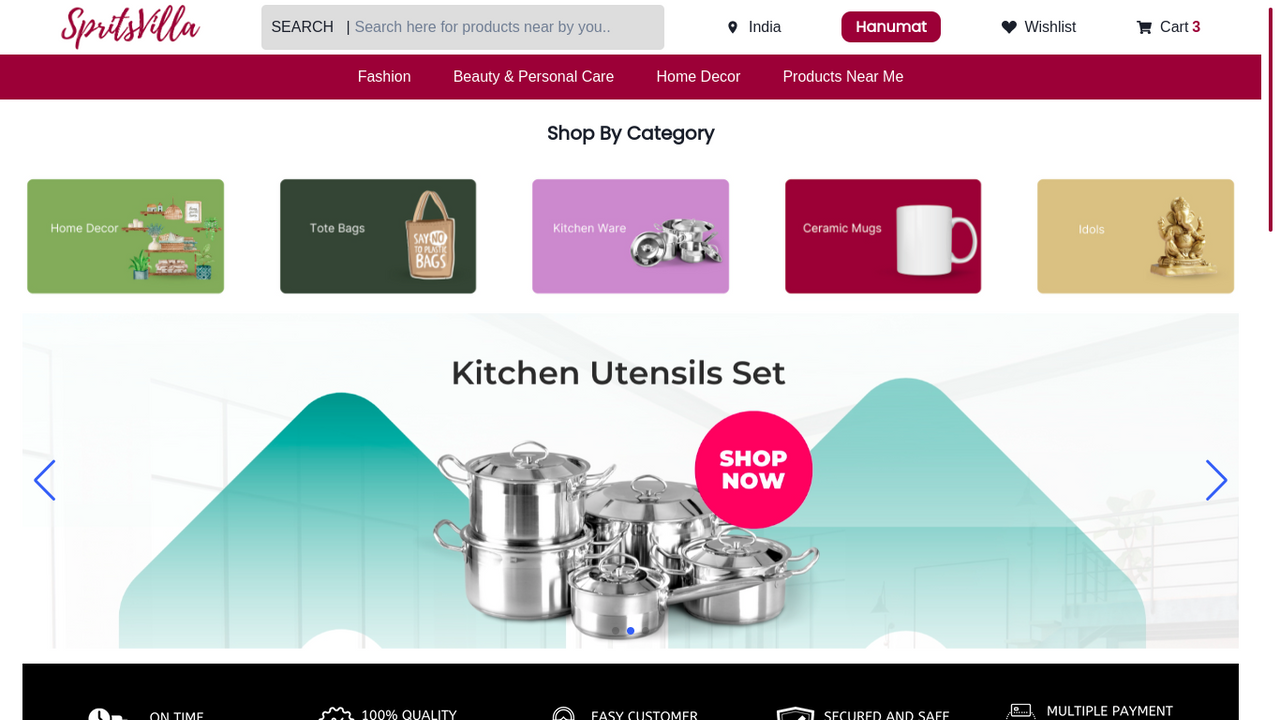 SpritsVilla
SEARCH | Search here for products near by you..
India
Hanumat
Wishlist
Cart 3
Fashion
Beauty & Personal Care
Home Decor
Products Near Me
Shop By Category
Home Decor
Tote Bags
SAY NO TO PLASTIC BAGS
Kitchen Ware
Ceramic Mugs
Idols
Kitchen Utensils Set
SHOP
NOW
ON TIME
100% QUALITY
EASY CUSTOMER
SECURED AND SAFE
MULTIPLE PAYMENT